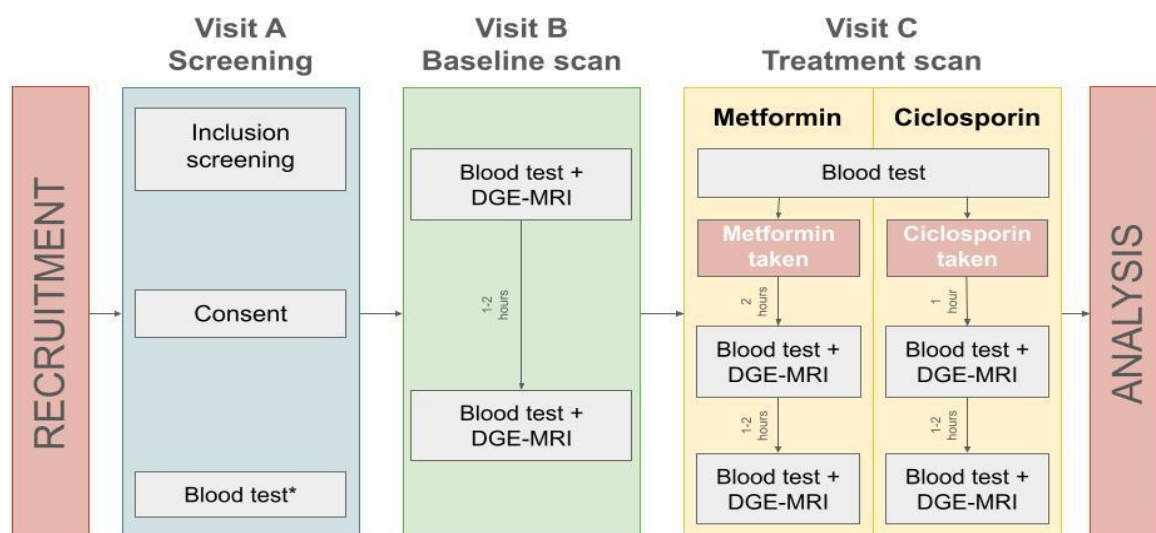 Visit A
Screening
Visit B
Baseline scan
Visit C
Treatment scan
RECRUITMENT
Inclusion
screening
Consent
Blood test*
Blood test +
DGE-MRI
1-2
hours
Blood test +
DGE-MRI
Metformin
Ciclosporin
Blood test
Metformin
taken
Ciclosporin
taken
2
hours
1
hour
Blood test +
DGE-MRI
Blood test +
DGE-MRI
1-2
hours
1-2
hours
Blood test +
DGE-MRI
Blood test +
DGE-MRI
ANALYSIS